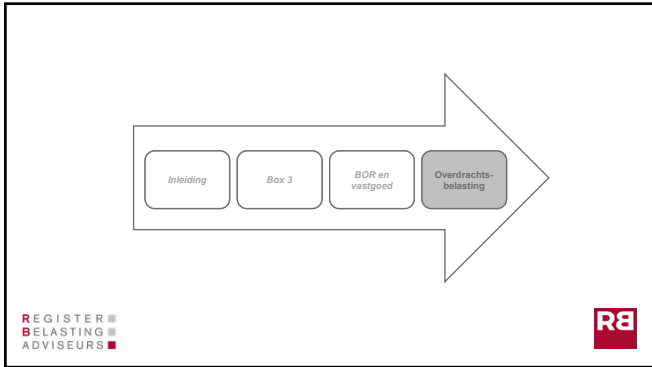 Inleiding
Box 3
BOR en
vastgoed
Overdrachts-
belasting
REGISTER
BELASTING
ADVISEURS
RB